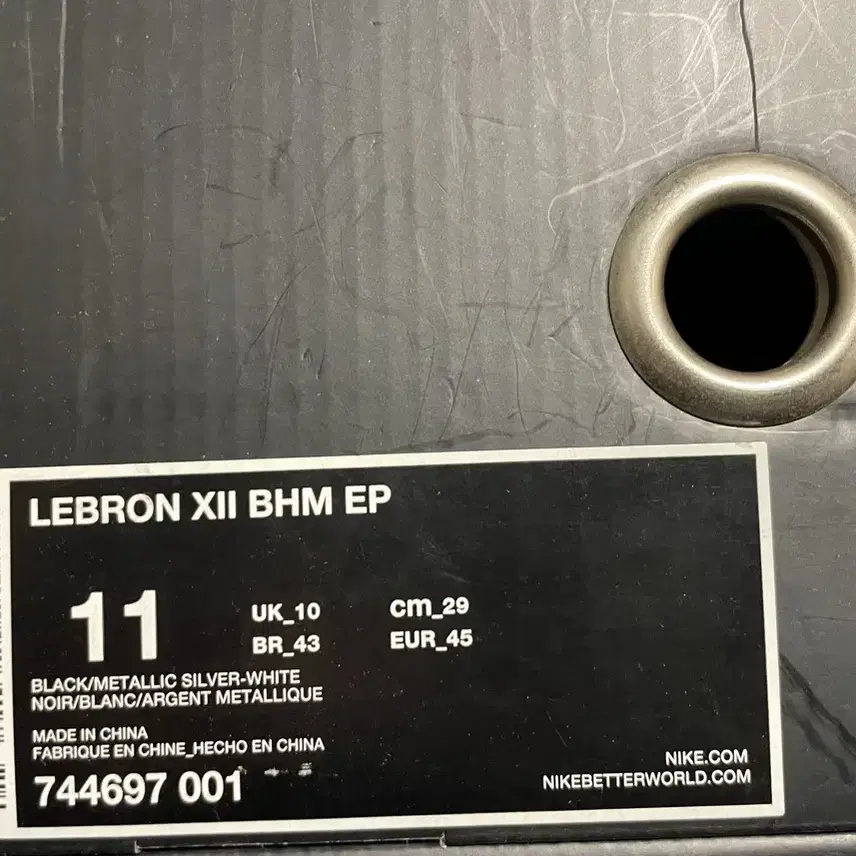 LEBRON XII BHM EP
11
UK_10
cm_29
BR_43
EUR_45
BLACK/METALLIC SILVER-WHITE
NOIR/BLANC/ARGENT METALLIQUE
MADE IN CHINA
FABRIQUE EN CHINE_HECHO EN CHINA
744697 001
NIKE.COM
NIKEBETTERWORLD.COM